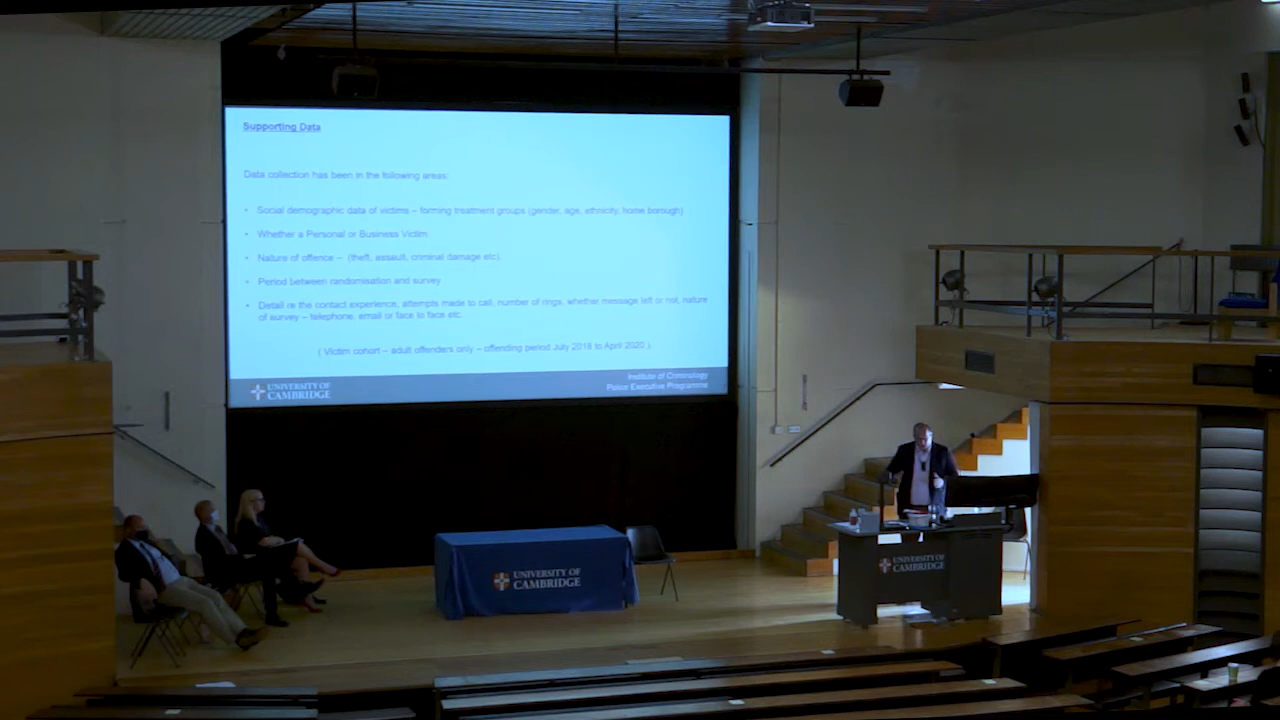 Supporting Data
Data collection has been in the following areas:
• Social demographic data of victims – forming treatment groups (gender, age, ethnicity, home borough)
• Whether a Personal or Business Victim
• Nature of offence – (theft, assault, criminal damage etc).
• Period between randomisation and survey
• Detail re the contact experience, attempts made to call, number of rings, whether message left or not, nature
of survey – telephone, email or face to face etc.
( Victim cohort – adult offenders only – offending period July 2018 to April 2020 ).
UNIVERSITY OF
CAMBRIDGE
Institute of Criminology
Police Executive Programme
UNIVERSITY OF
CAMBRIDGE
UNIVERSITY OF
CAMBRIDGE